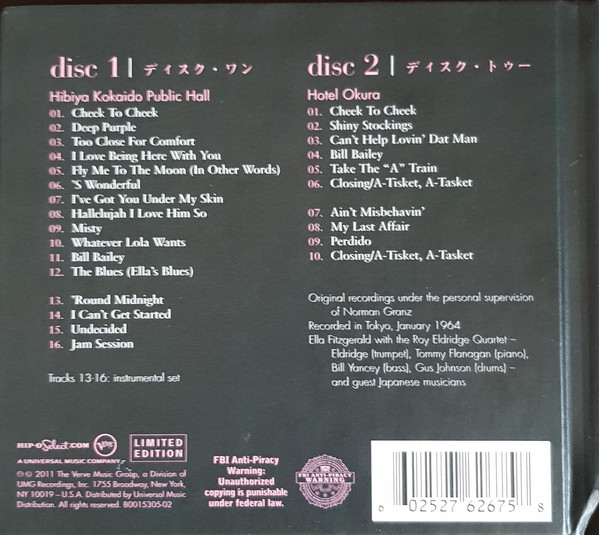 disc 1 | ディスク・ワン
Hibiya Kokaido Public Hall
01. Cheek To Cheek
02. Deep Purple
03. Too Close For Comfort
04. I Love Being Here With You
05. Fly Me To The Moon (In Other Words)
06. 'S Wonderful
07. I've Got You Under My Skin
08. Hallelujah I Love Him So
09. Misty
10. Whatever Lola Wants
11. Bill Bailey
12. The Blues (Ella's Blues)
13. 'Round Midnight
14. I Can't Get Started
15. Undecided
16. Jam Session
Tracks 13-16: instrumental set
disc 2 | ディスク・トゥー
Hotel Okura
01. Cheek To Cheek
02. Shiny Stockings
03. Can't Help Lovin' Dat Man
04. Bill Bailey
05. Take The “A” Train
06. Closing/A-Tisket, A-Tasket
07. Ain't Misbehavin'
08. My Last Affair
09. Perdido
10. Closing/A-Tisket, A-Tasket
Original recordings under the personal supervision
of Norman Granz
Recorded in Tokyo, January 1964
Ella Fitzgerald with the Roy Eldridge Quartet –
Eldridge (trumpet), Tommy Flanagan (piano),
Bill Yancey (bass), Gus Johnson (drums) –
and guest Japanese musicians
HIP-O Select.COM
verve
A UNIVERSAL MUSIC COMPANY
LIMITED
EDITION
℗ © 2011 The Verve Music Group, a Division of
UMG Recordings, Inc. 1755 Broadway, New York,
NY 10019 – U.S.A. Distributed by Universal Music
Distribution. All rights reserved. B0015305-02
FBI Anti-Piracy
Warning:
Unauthorized
copying is punishable
under federal law.
FBI ANTI-PIRACY
WARNING
6 02527 62675 8